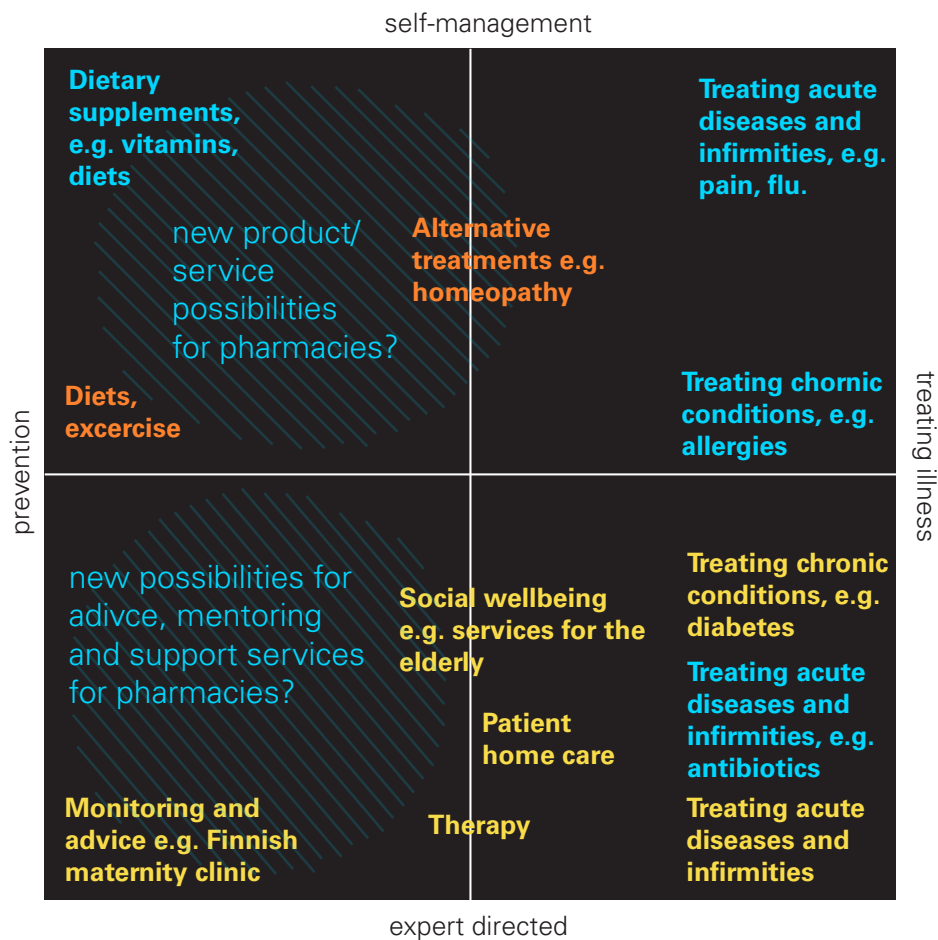 self-management
Dietary
supplements,
e.g. vitamins,
diets
Treating acute
diseases and
infirmities, e.g.
pain, flu.
new product/
service
possibilities
for pharmacies?
Alternative
treatments e.g.
homeopathy
Diets,
excercise
Treating chornic
conditions, e.g.
allergies
prevention
treating illness
new possibilities for
adivce, mentoring
and support services
for pharmacies?
Social wellbeing
e.g. services for the
elderly
Treating chronic
conditions, e.g.
diabetes
Treating acute
diseases and
infirmities, e.g.
antibiotics
Patient
home care
Monitoring and
advice e.g. Finnish
maternity clinic
Therapy
Treating acute
diseases and
infirmities
expert directed